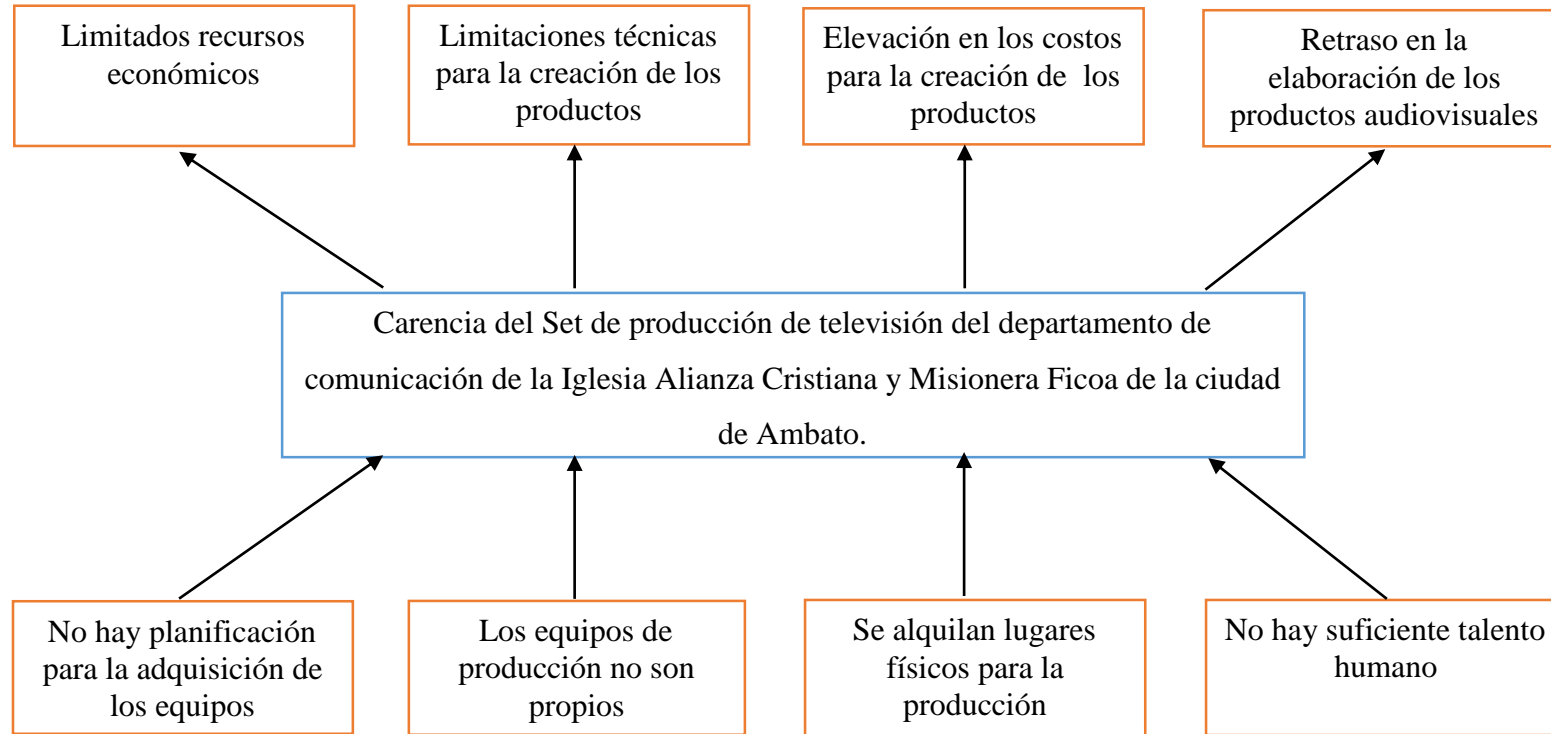 Limitados recursos
económicos
Limitaciones técnicas
para la creación de los
productos
Elevación en los costos
para la creación de  los
productos
Retraso en la
elaboración de los
productos audiovisuales
Carencia del Set de producción de televisión del departamento de
comunicación de la Iglesia Alianza Cristiana y Misionera Ficoa de la ciudad
de Ambato.
No hay planificación
para la adquisición de
los equipos
Los equipos de
producción no son
propios
Se alquilan lugares
físicos para la
producción
No hay suficiente talento
humano